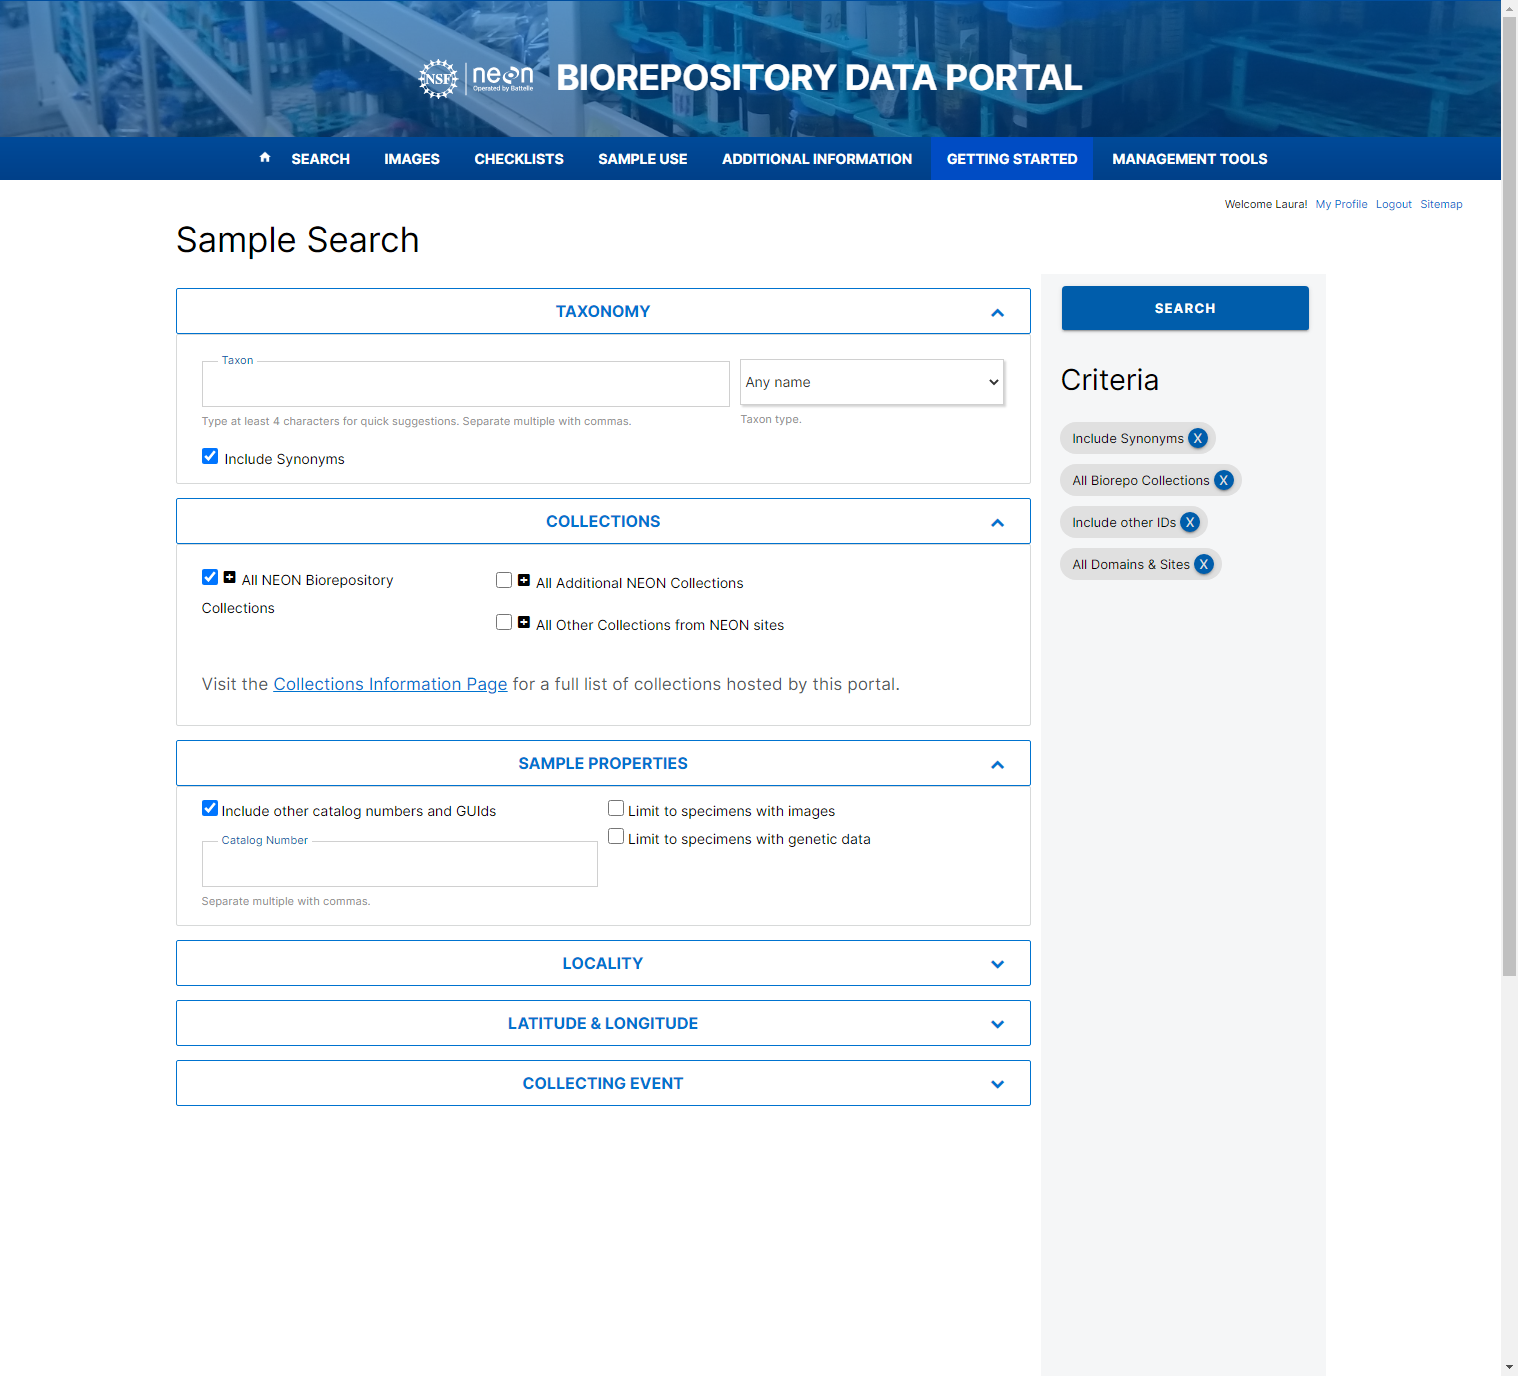 NSF neon
Operated by Battelle
BIOREPOSITORY DATA PORTAL
SEARCH IMAGES CHECKLISTS SAMPLE USE ADDITIONAL INFORMATION GETTING STARTED MANAGEMENT TOOLS
Welcome Laura! My Profile Logout Sitemap
Sample Search
TAXONOMY
Taxon
Any name
Type at least 4 characters for quick suggestions. Separate multiple with commas.
Taxon type.
Include Synonyms
COLLECTIONS
All NEON Biorepository
Collections
All Additional NEON Collections
All Other Collections from NEON sites
Visit the Collections Information Page for a full list of collections hosted by this portal.
SAMPLE PROPERTIES
Include other catalog numbers and GUIds
Limit to specimens with images
Limit to specimens with genetic data
Catalog Number
Separate multiple with commas.
LOCALITY
LATITUDE & LONGITUDE
COLLECTING EVENT
SEARCH
Criteria
Include Synonyms X
All Biorepo Collections X
Include other IDs X
All Domains & Sites X